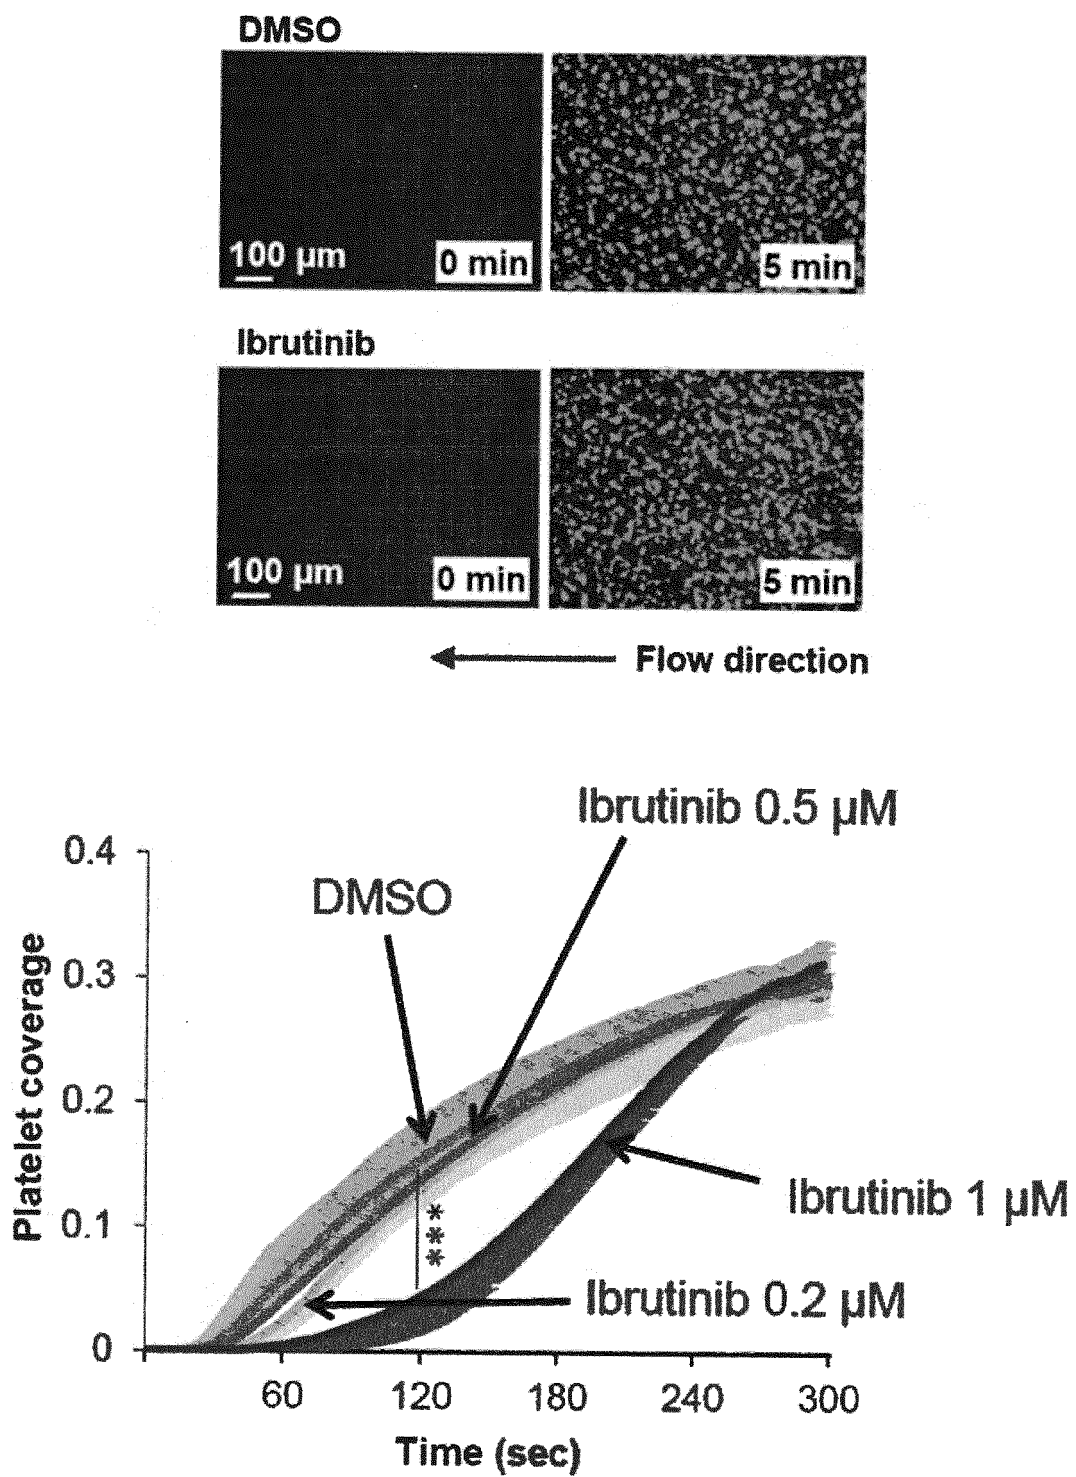 DMSO
100 µm
0 min
5 min
Ibrutinib
100 µm
0 min
5 min
Flow direction
Ibrutinib 0.5 µM
DMSO
Platelet coverage
0.4
0.3
0.2
0.1
0
***
Ibrutinib 1 µM
Ibrutinib 0.2 µM
60 120 180 240 300
Time (sec)